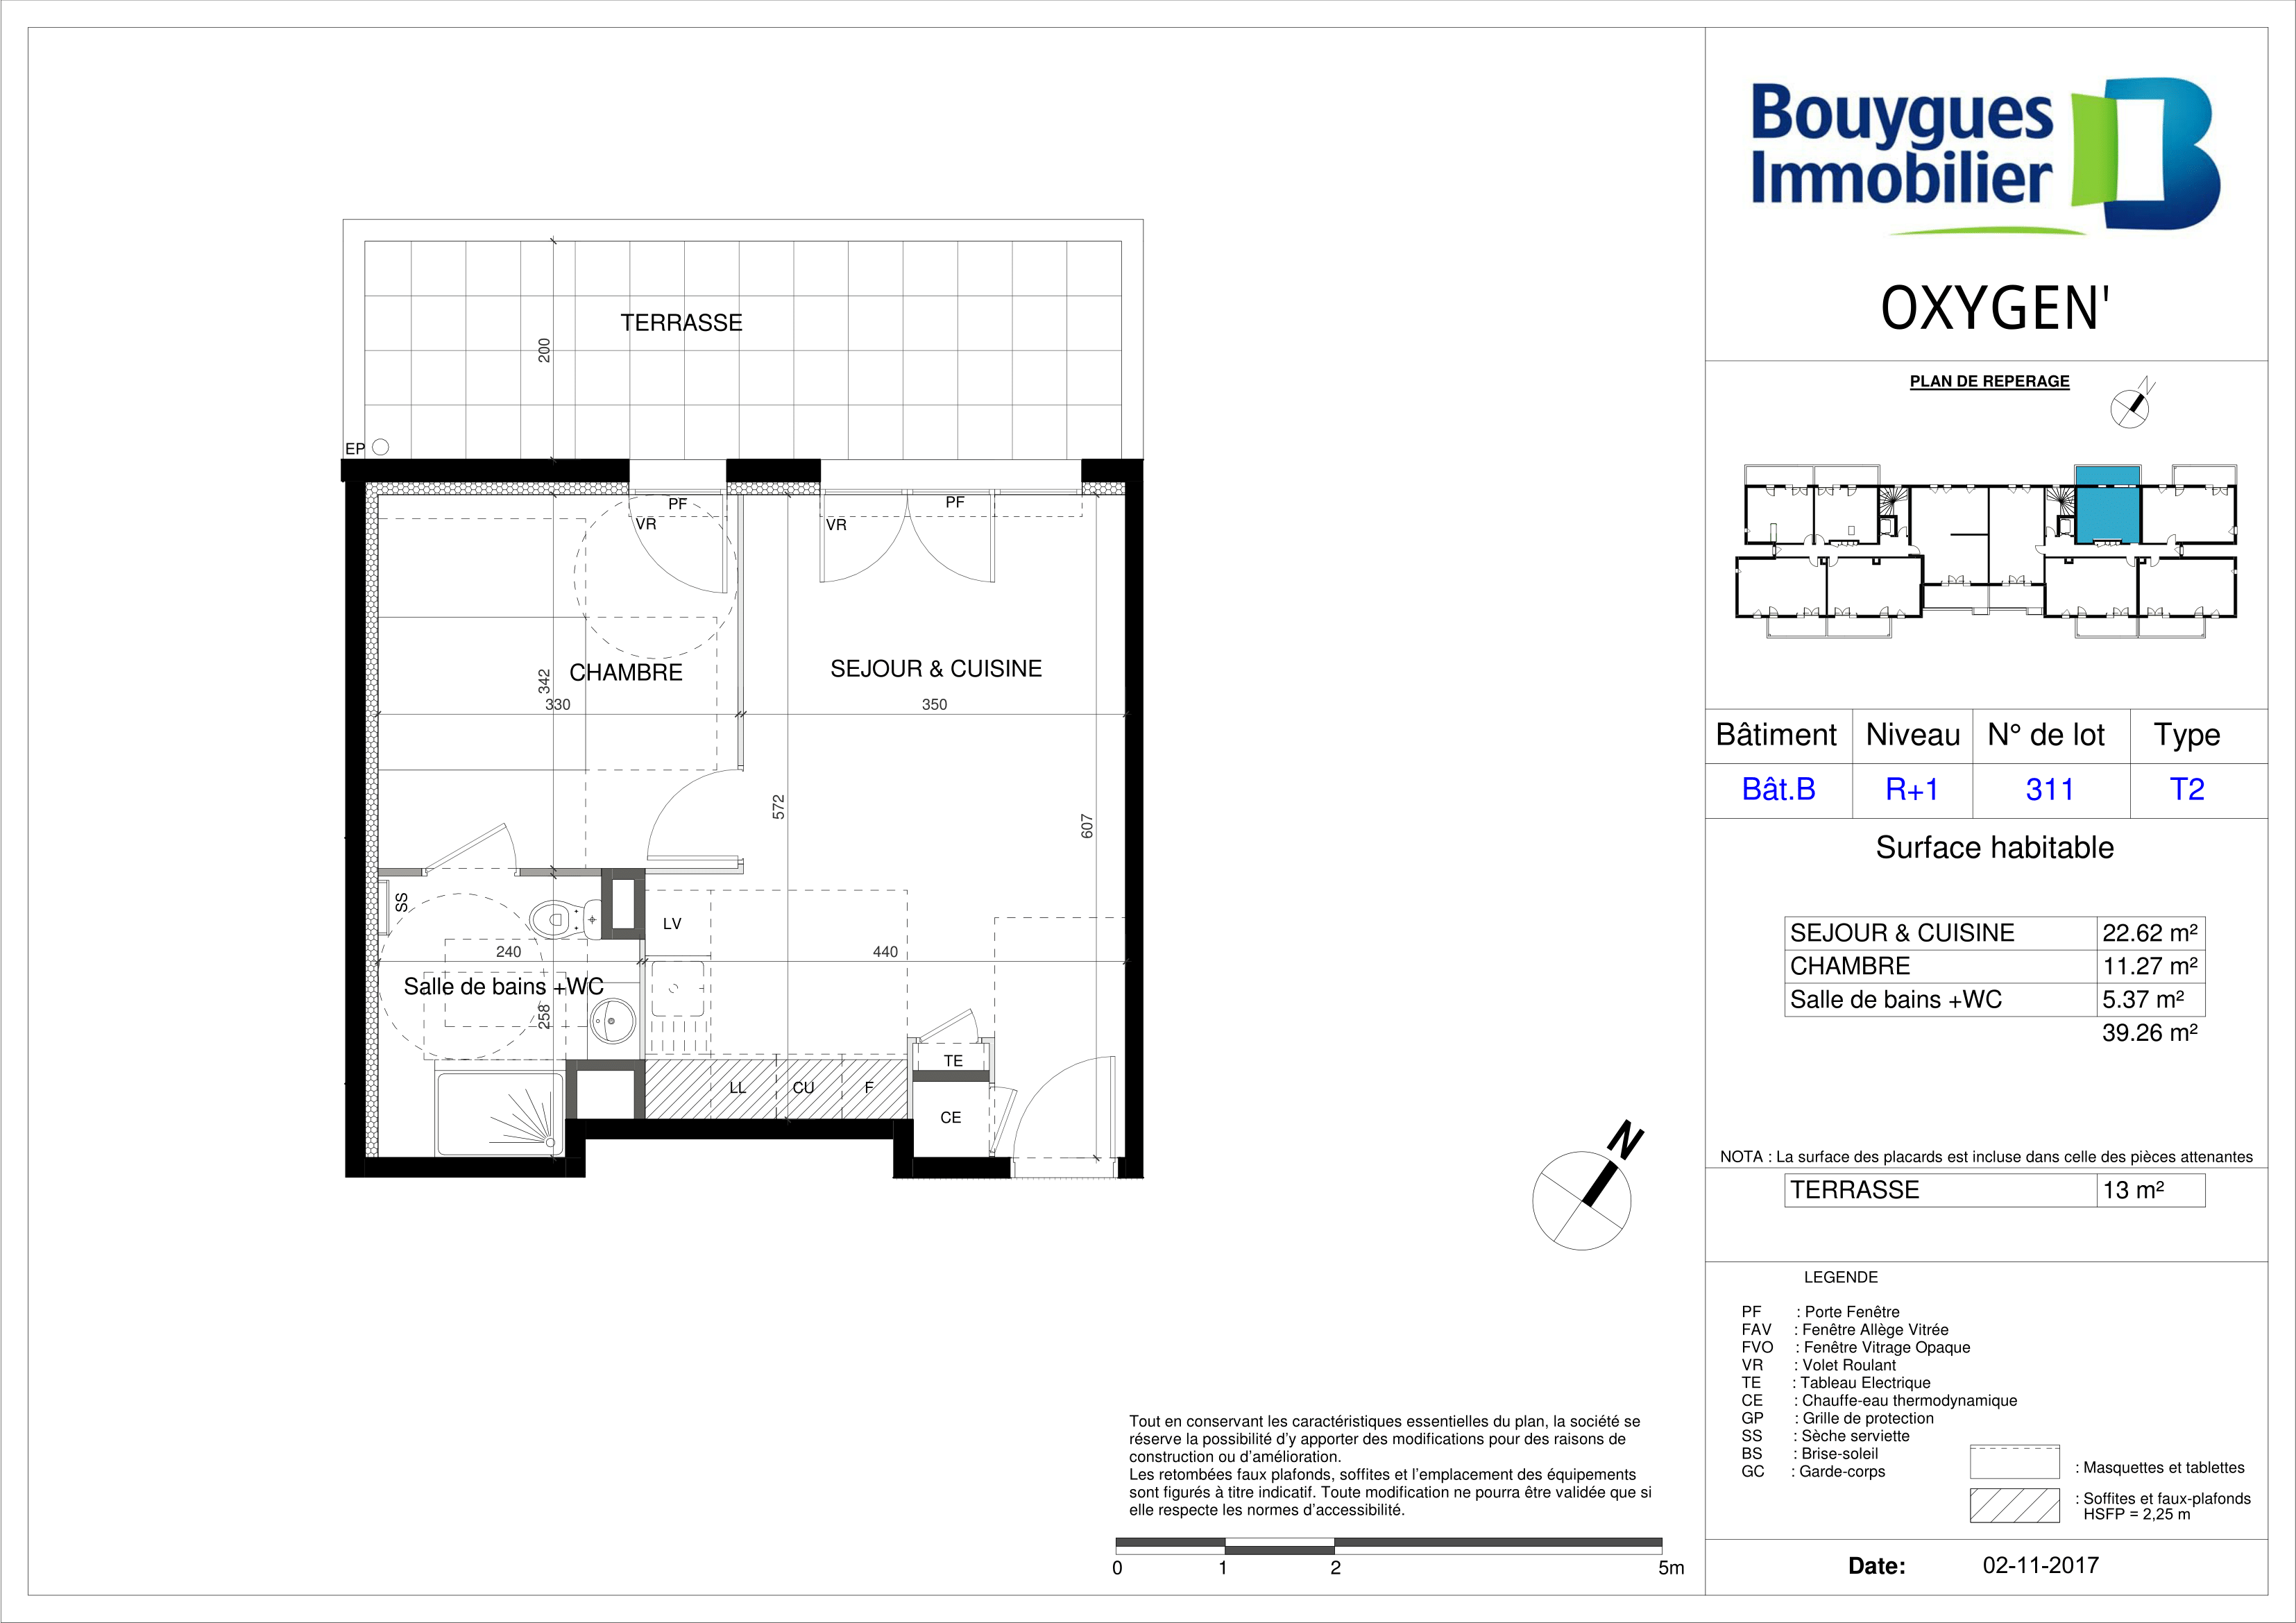 Bouygues
Immobilier
OXYGEN'
PLAN DE REPERAGE
N
Bâtiment Niveau N° de lot Type
Bât.B R+1 311 T2
Surface habitable
SEJOUR & CUISINE 22.62 m²
CHAMBRE 11.27 m²
Salle de bains +WC 5.37 m²
39.26 m²
NOTA : La surface des placards est incluse dans celle des pièces attenantes
TERRASSE 13 m²
LEGENDE
PF : Porte Fenêtre
FAV : Fenêtre Allège Vitrée
FVO : Fenêtre Vitrage Opaque
VR : Volet Roulant
TE : Tableau Electrique
CE : Chauffe-eau thermodynamique
GP : Grille de protection
SS : Sèche serviette
BS : Brise-soleil
GC : Garde-corps
: Masquettes et tablettes
: Soffites et faux-plafonds
HSFP = 2,25 m
Date: 02-11-2017
TERRASSE
200
EP
PF
VR
PF
VR
CHAMBRE
342
330
SEJOUR & CUISINE
350
572
607
SS
LV
240
440
Salle de bains +WC
258
TE
LL
CU
F
CE
N
Tout en conservant les caractéristiques essentielles du plan, la société se
réserve la possibilité d'y apporter des modifications pour des raisons de
construction ou d'amélioration.
Les retombées faux plafonds, soffites et l'emplacement des équipements
sont figurés à titre indicatif. Toute modification ne pourra être validée que si
elle respecte les normes d'accessibilité.
0 1 2 5m